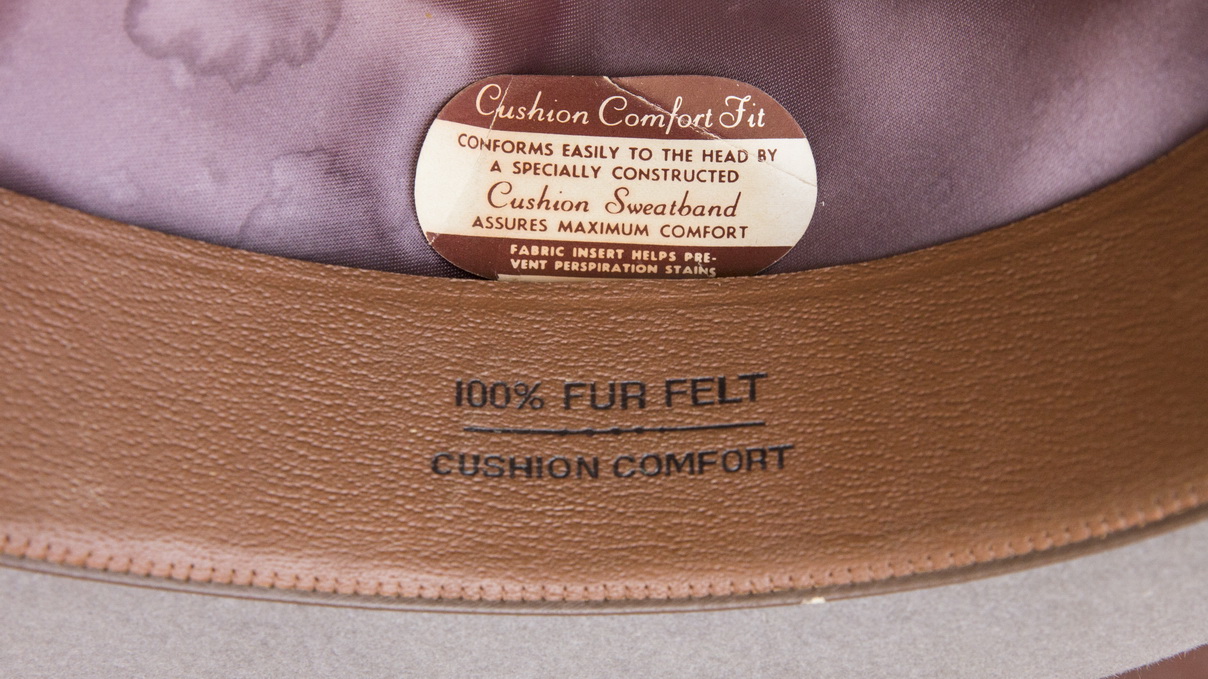 Cushion Comfort Fit
CONFORMS EASILY TO THE HEAD BY
A SPECIALLY CONSTRUCTED
Cushion Sweatband
ASSURES MAXIMUM COMFORT
FABRIC INSERT HELPS PRE-
VENT PERSPIRATION STAINS
100% FUR FELT
CUSHION COMFORT